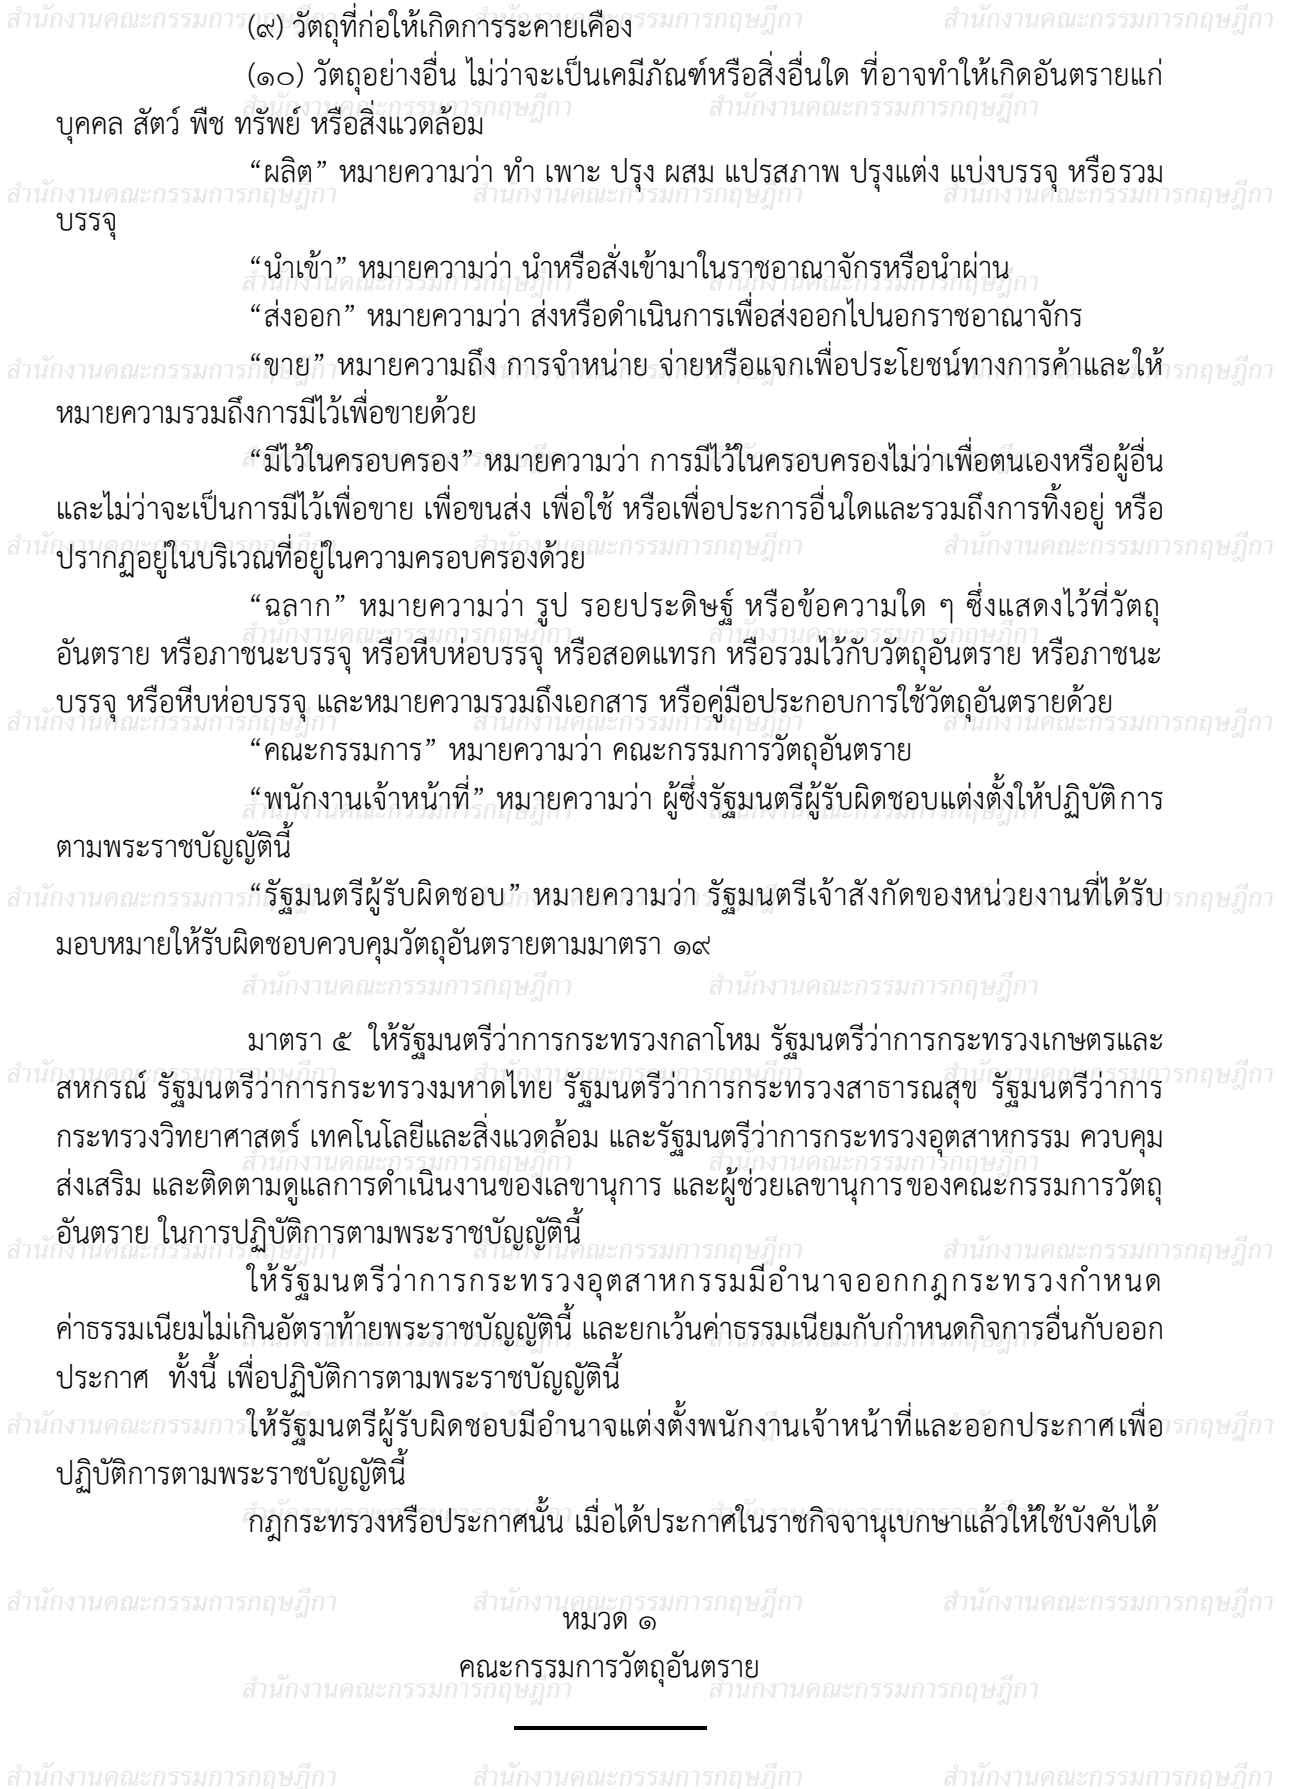 (๙) วัตถุที่ก่อให้เกิดการระคายเคือง
(๑๐) วัตถุอย่างอื่น ไม่ว่าจะเป็นเคมีภัณฑ์หรือสิ่งอื่นใด ที่อาจทำให้เกิดอันตรายแก่
บุคคล สัตว์ พืช ทรัพย์ หรือสิ่งแวดล้อม
“ผลิต” หมายความว่า ทำ เพาะ ปรุง ผสม แปรสภาพ ปรุงแต่ง แบ่งบรรจุ หรือรวม
บรรจุ
“นำเข้า” หมายความว่า นำหรือสั่งเข้ามาในราชอาณาจักรหรือนำผ่าน
“ส่งออก” หมายความว่า ส่งหรือดำเนินการเพื่อส่งออกไปนอกราชอาณาจักร
“ขาย” หมายความถึง การจำหน่าย จ่ายหรือแจกเพื่อประโยชน์ทางการค้าและให้
หมายความรวมถึงการมีไว้เพื่อขายด้วย
“มีไว้ในครอบครอง” หมายความว่า การมีไว้ในครอบครองไม่ว่าเพื่อตนเองหรือผู้อื่น
และไม่ว่าจะเป็นการมีไว้เพื่อขาย เพื่อขนส่ง เพื่อใช้ หรือเพื่อประการอื่นใดและรวมถึงการทิ้งอยู่ หรือ
ปรากฏอยู่ในบริเวณที่อยู่ในความครอบครองด้วย
“ฉลาก” หมายความว่า รูป รอยประดิษฐ์ หรือข้อความใด ๆ ซึ่งแสดงไว้ที่วัตถุ
อันตราย หรือภาชนะบรรจุ หรือหีบห่อบรรจุ หรือสอดแทรก หรือรวมไว้กับวัตถุอันตราย หรือภาชนะ
บรรจุ หรือหีบห่อบรรจุ และหมายความรวมถึงเอกสาร หรือคู่มือประกอบการใช้วัตถุอันตรายด้วย
“คณะกรรมการ” หมายความว่า คณะกรรมการวัตถุอันตราย
“พนักงานเจ้าหน้าที่” หมายความว่า ผู้ซึ่งรัฐมนตรีผู้รับผิดชอบแต่งตั้งให้ปฏิบัติการ
ตามพระราชบัญญัตินี้
“รัฐมนตรีผู้รับผิดชอบ” หมายความว่า รัฐมนตรีเจ้าสังกัดของหน่วยงานที่ได้รับ
มอบหมายให้รับผิดชอบควบคุมวัตถุอันตรายตามมาตรา ๑๙
มาตรา ๕  ให้รัฐมนตรีว่าการกระทรวงกลาโหม รัฐมนตรีว่าการกระทรวงเกษตรและ
สหกรณ์ รัฐมนตรีว่าการกระทรวงมหาดไทย รัฐมนตรีว่าการกระทรวงสาธารณสุข รัฐมนตรีว่าการ
กระทรวงวิทยาศาสตร์ เทคโนโลยีและสิ่งแวดล้อม และรัฐมนตรีว่าการกระทรวงอุตสาหกรรม ควบคุม
ส่งเสริม และติดตามดูแลการดำเนินงานของเลขานุการ และผู้ช่วยเลขานุการของคณะกรรมการวัตถุ
อันตราย ในการปฏิบัติการตามพระราชบัญญัตินี้
ให้รัฐมนตรีว่าการกระทรวงอุตสาหกรรมมีอำนาจออกกฎกระทรวงกำหนด
ค่าธรรมเนียมไม่เกินอัตราท้ายพระราชบัญญัตินี้ และยกเว้นค่าธรรมเนียมกับกำหนดกิจการอื่นกับออก
ประกาศ  ทั้งนี้ เพื่อปฏิบัติการตามพระราชบัญญัตินี้
ให้รัฐมนตรีผู้รับผิดชอบมีอำนาจแต่งตั้งพนักงานเจ้าหน้าที่และออกประกาศเพื่อ
ปฏิบัติการตามพระราชบัญญัตินี้
กฎกระทรวงหรือประกาศนั้น เมื่อได้ประกาศในราชกิจจานุเบกษาแล้วให้ใช้บังคับได้
หมวด ๑
คณะกรรมการวัตถุอันตราย